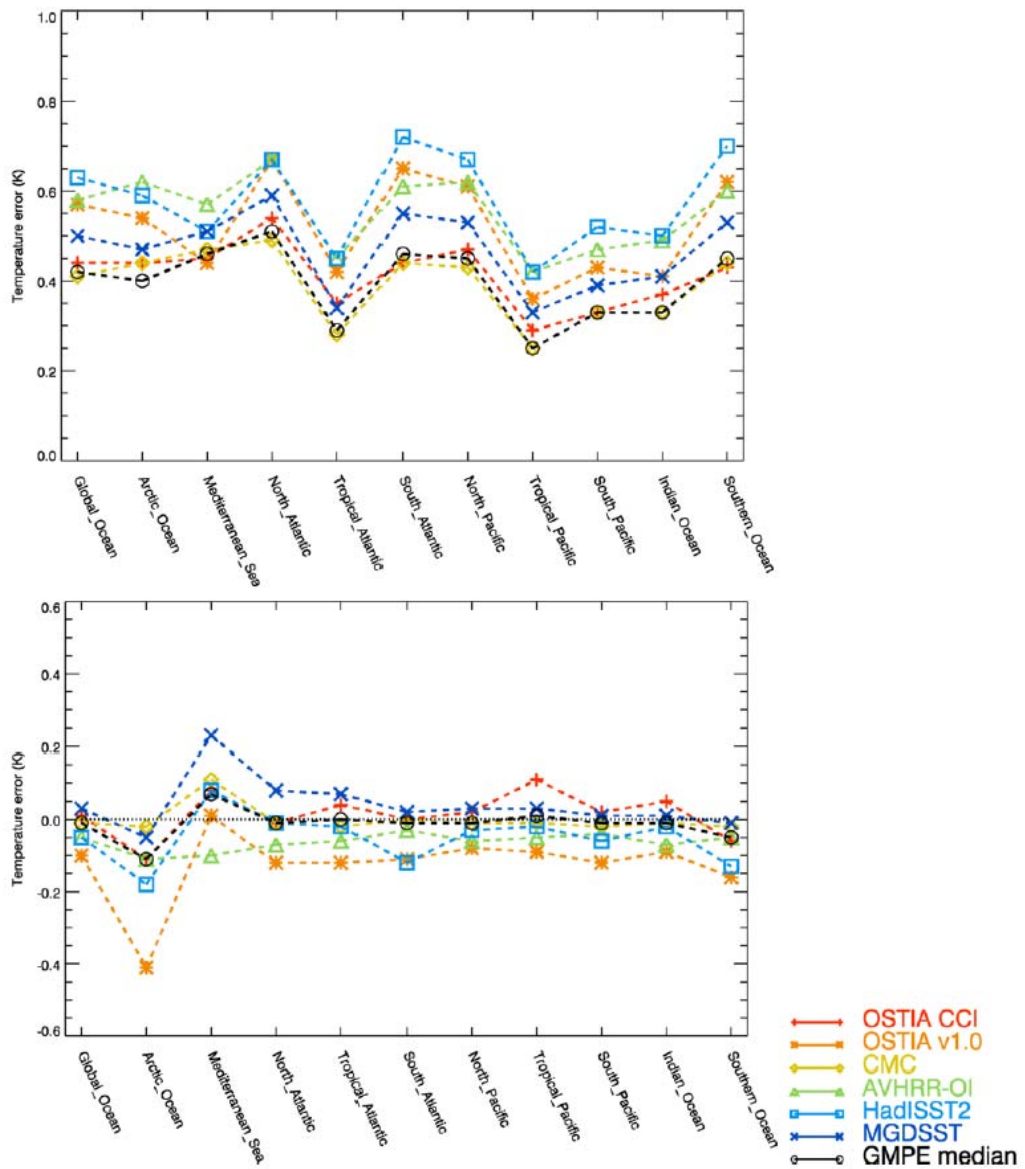 1.0
0.8
0.6
0.4
0.2
0.0
Temperature error (K)
Global_Ocean
Arctic_Ocean
Mediterranean_Sea
North_Atlantic
Tropical_Atlantic
South_Atlantic
North_Pacific
Tropical_Pacific
South_Pacific
Indian_Ocean
Southern_Ocean
0.6
0.4
0.2
0.0
-0.2
-0.4
-0.6
Temperature error (K)
Global_Ocean
Arctic_Ocean
Mediterranean_Sea
North_Atlantic
Tropical_Atlantic
South_Atlantic
North_Pacific
Tropical_Pacific
South_Pacific
Indian_Ocean
Southern_Ocean
OSTIA CCI
OSTIA v1.0
CMC
AVHRR-OI
HadISST2
MGDSST
GMPE median